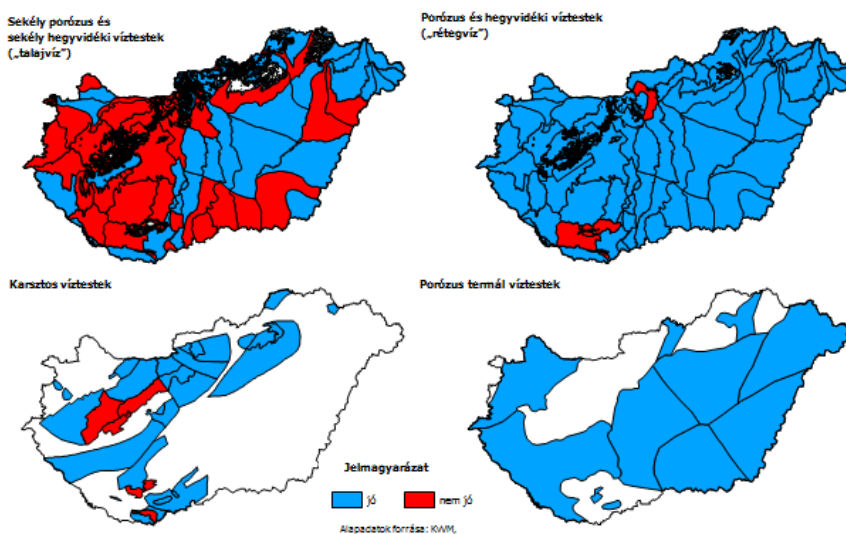 Sekély porózus és
sekély hegyvidéki víztestek
(„talajvíz”)
Porózus és hegyvidéki víztestek
(„rétegvíz”)
Karsztos víztestek
Porózus termál víztestek
Jelmagyarázat
jó
nem jó
Alapadatok forrása: KVVM,